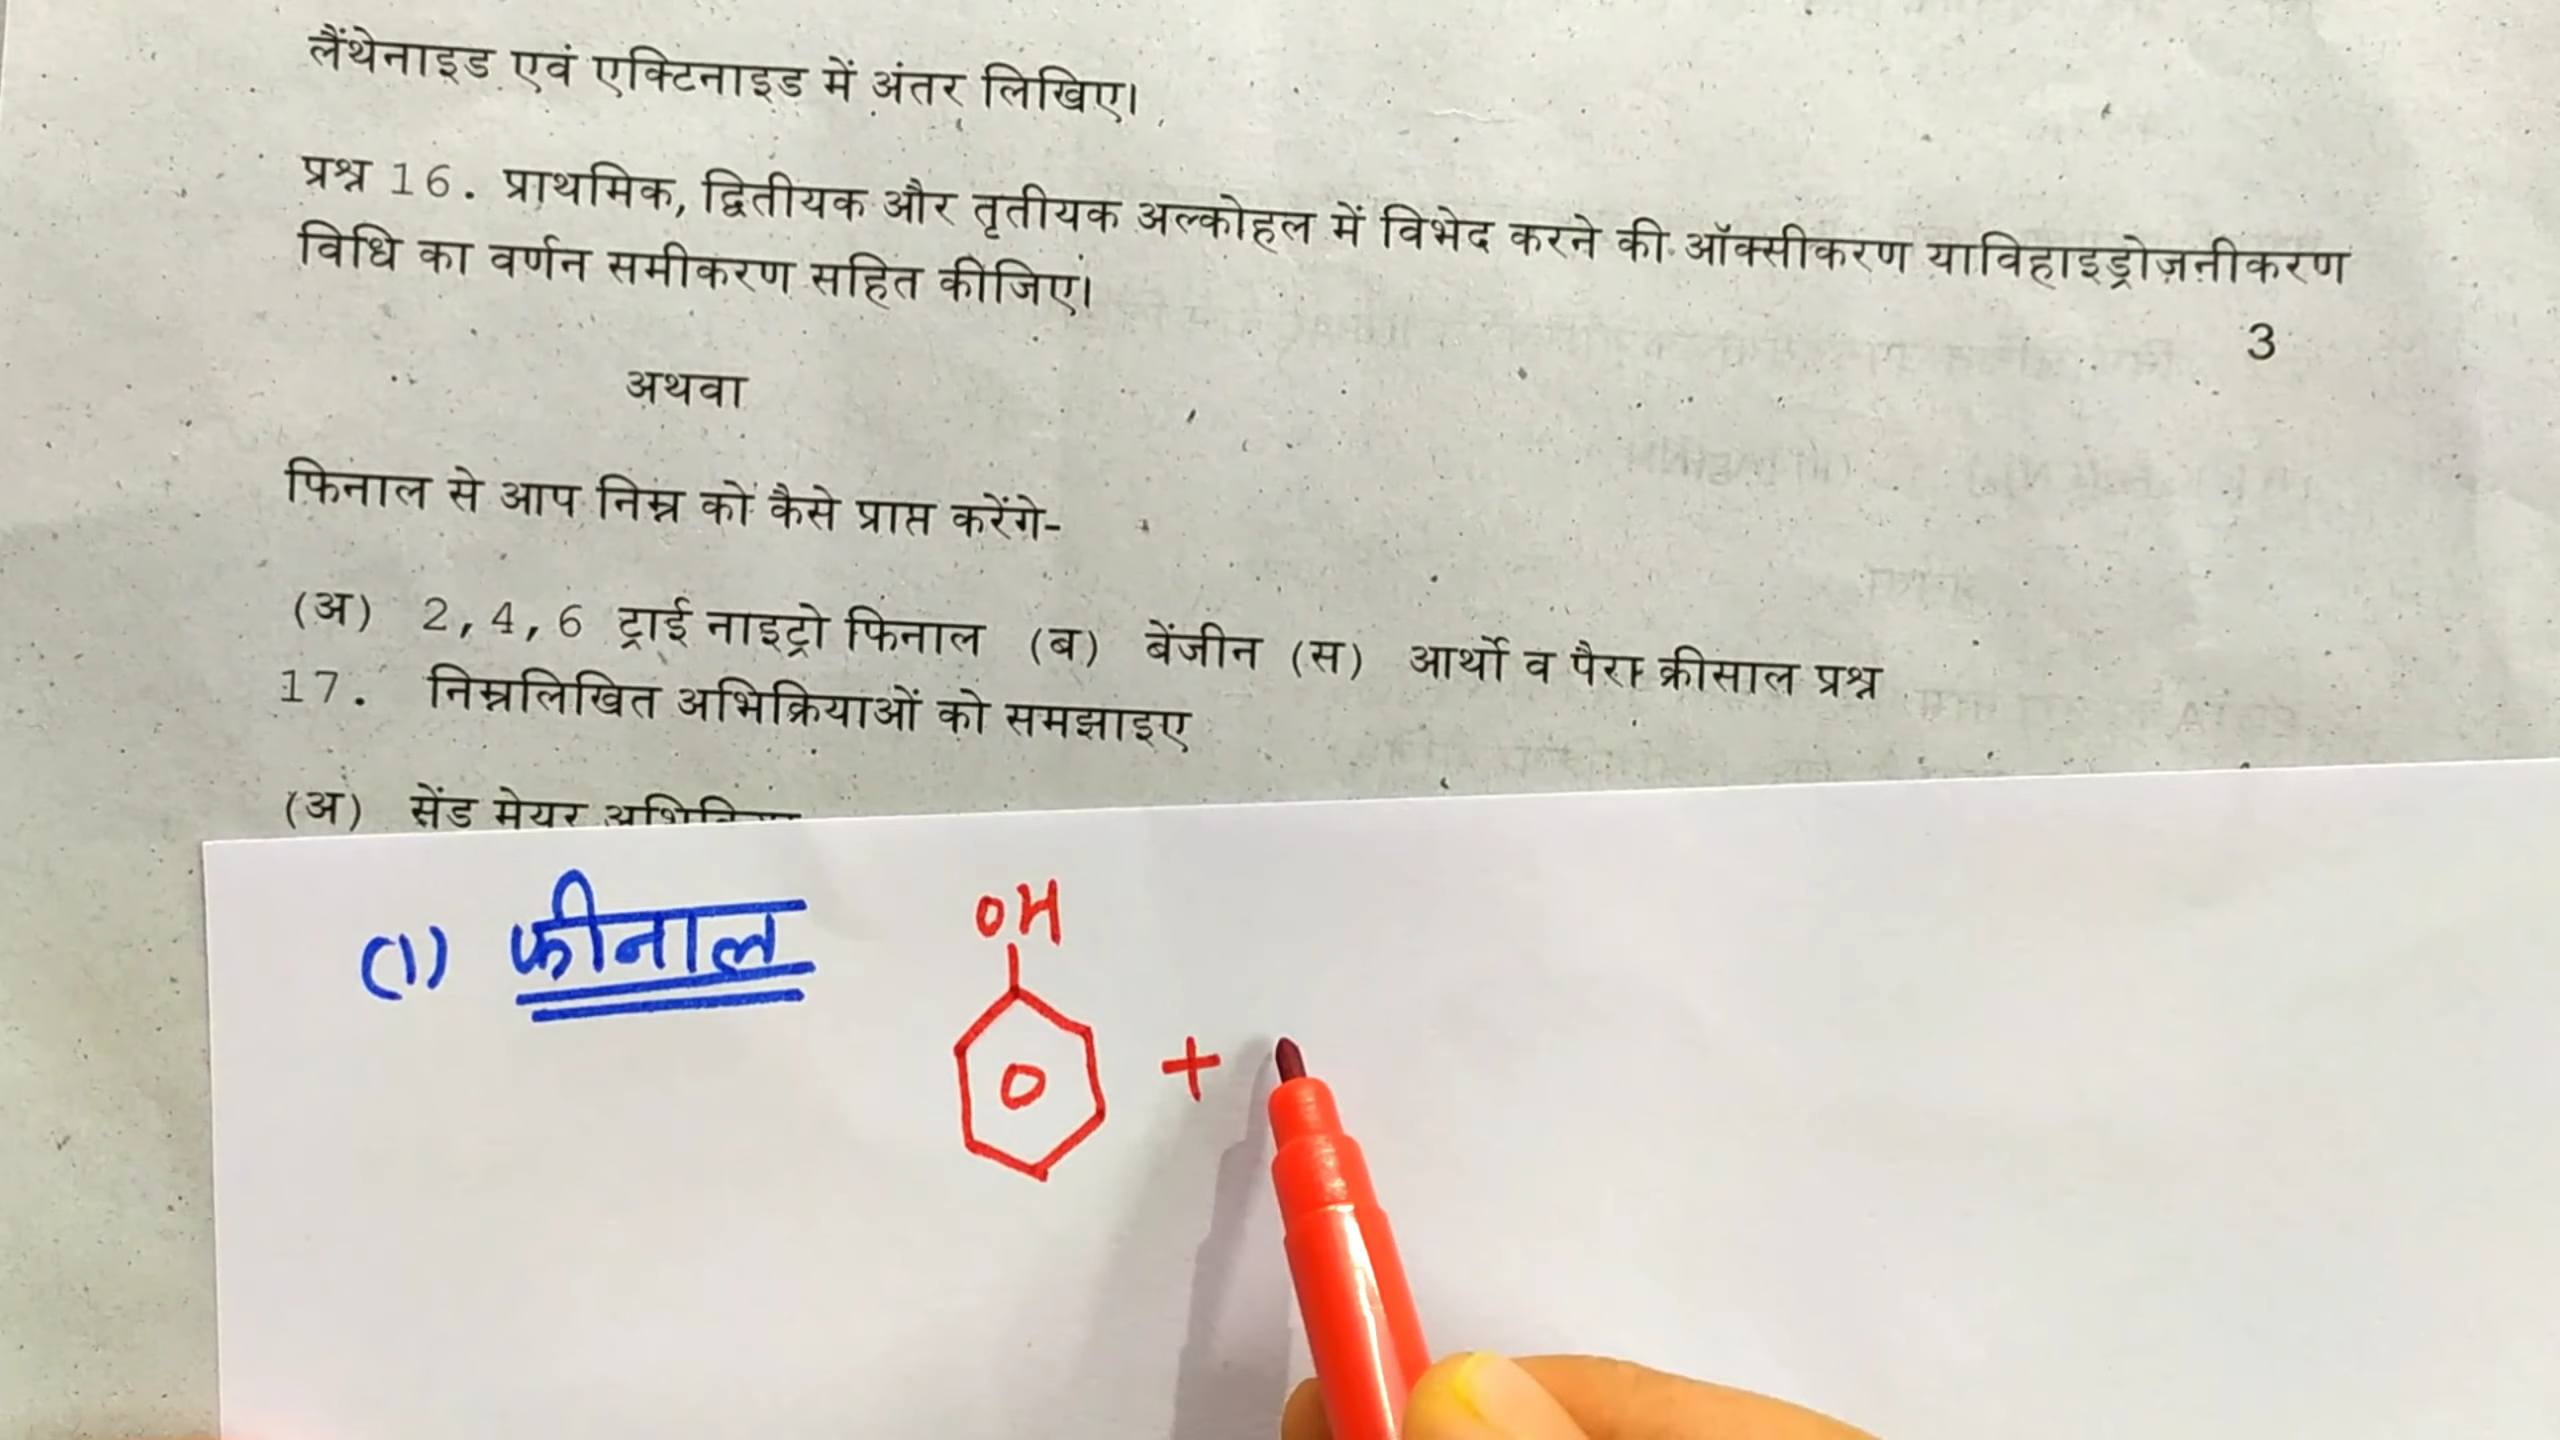 लैंथेनाइड एवं एक्टिनाइड में अंतर लिखिए।
प्रश्न 16. प्राथमिक, द्वितीयक और तृतीयक अल्कोहल में विभेद करने की ऑक्सीकरण याविहाइड्रोज़नीकरण
विधि का वर्णन समीकरण सहित कीजिए।
3
अथवा
फिनाल से आप निम्न को कैसे प्राप्त करेंगे-
(अ) 2,4,6 ट्राई नाइट्रो फिनाल (ब) बेंजीन (स) आर्थो व पैरा क्रीसाल प्रश्न
17. निम्नलिखित अभिक्रियाओं को समझाइए
(अ) सेंड मेयर
(1) फीनाल
OH
+